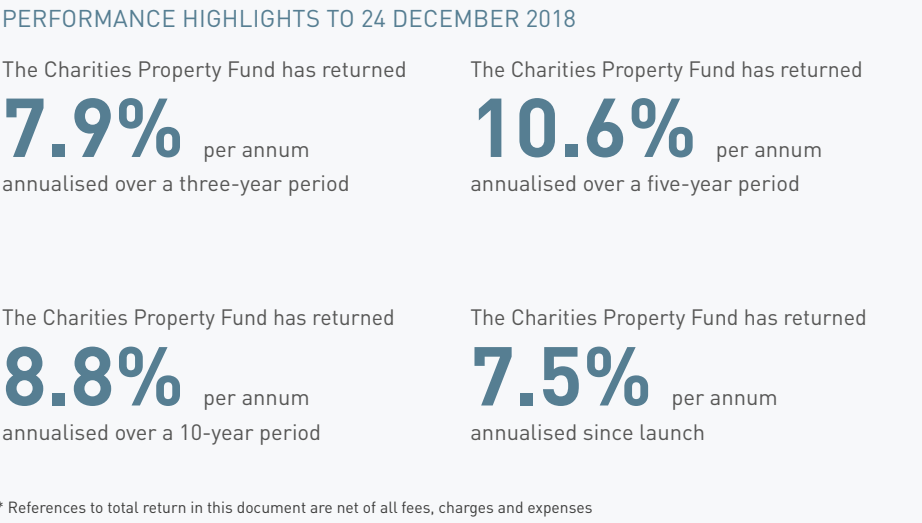 PERFORMANCE HIGHLIGHTS TO 24 DECEMBER 2018
The Charities Property Fund has returned
7.9% per annum
annualised over a three-year period
The Charities Property Fund has returned
10.6% per annum
annualised over a five-year period
The Charities Property Fund has returned
8.8% per annum
annualised over a 10-year period
The Charities Property Fund has returned
7.5% per annum
annualised since launch
* References to total return in this document are net of all fees, charges and expenses